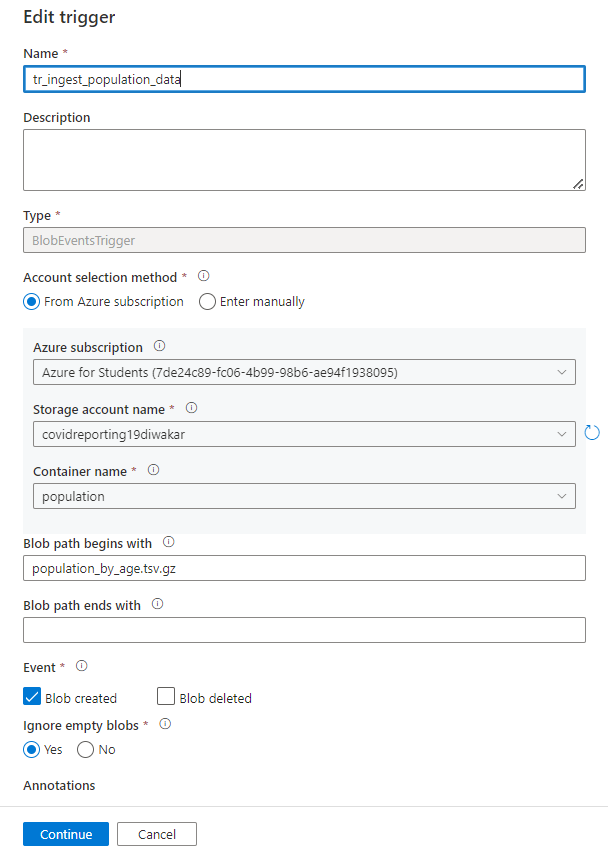 Edit trigger
Name *
tr_ingest_population_data
Description
Type *
BlobEventsTrigger
Account selection method *
From Azure subscription Enter manually
Azure subscription
Azure for Students (7de24c89-fc06-4b99-98b6-ae94f1938095)
Storage account name *
covidreporting19diwakar
Container name *
population
Blob path begins with
population_by_age.tsv.gz
Blob path ends with
Event *
Blob created Blob deleted
Ignore empty blobs *
Yes No
Annotations
Continue Cancel